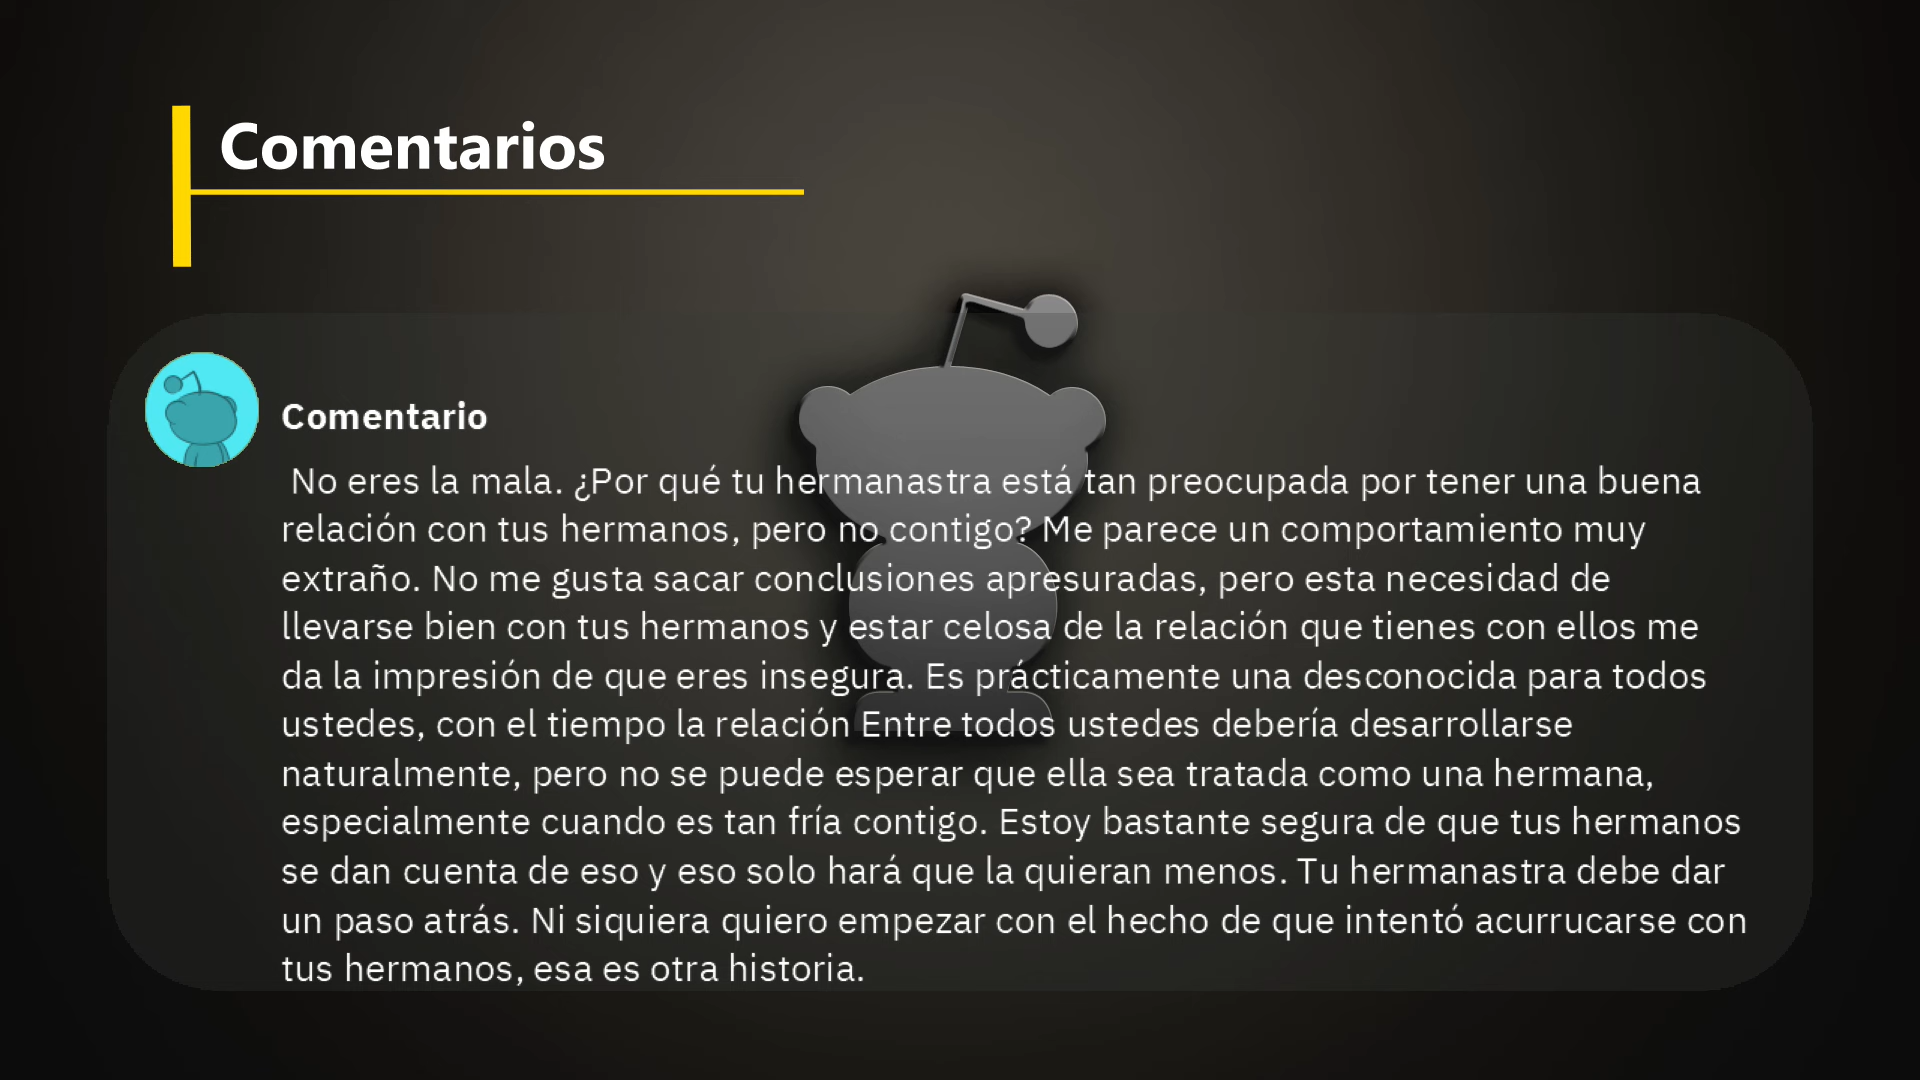 Comentarios
Comentario
No eres la mala. ¿Por qué tu hermanastra está tan preocupada por tener una buena
relación con tus hermanos, pero no contigo? Me parece un comportamiento muy
extraño. No me gusta sacar conclusiones apresuradas, pero esta necesidad de
llevarse bien con tus hermanos y estar celosa de la relación que tienes con ellos me
da la impresión de que eres insegura. Es prácticamente una desconocida para todos
ustedes, con el tiempo la relación Entre todos ustedes debería desarrollarse
naturalmente, pero no se puede esperar que ella sea tratada como una hermana,
especialmente cuando es tan fría contigo. Estoy bastante segura de que tus hermanos
se dan cuenta de eso y eso solo hará que la quieran menos. Tu hermanastra debe dar
un paso atrás. Ni siquiera quiero empezar con el hecho de que intentó acurrucarse con
tus hermanos, esa es otra historia.